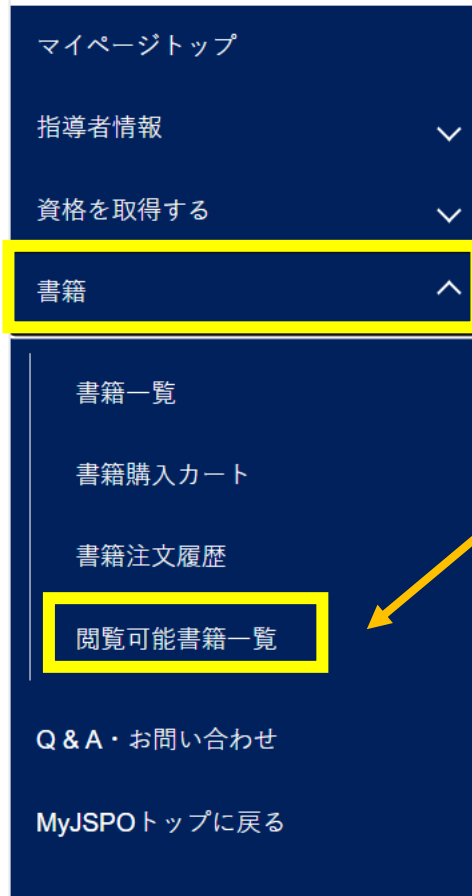 マイページトップ
指導者情報
資格を取得する
書籍
書籍一覧
書籍購入カート
書籍注文履歴
閲覧可能書籍一覧
Q & A・お問い合わせ
MyJSPOトップに戻る